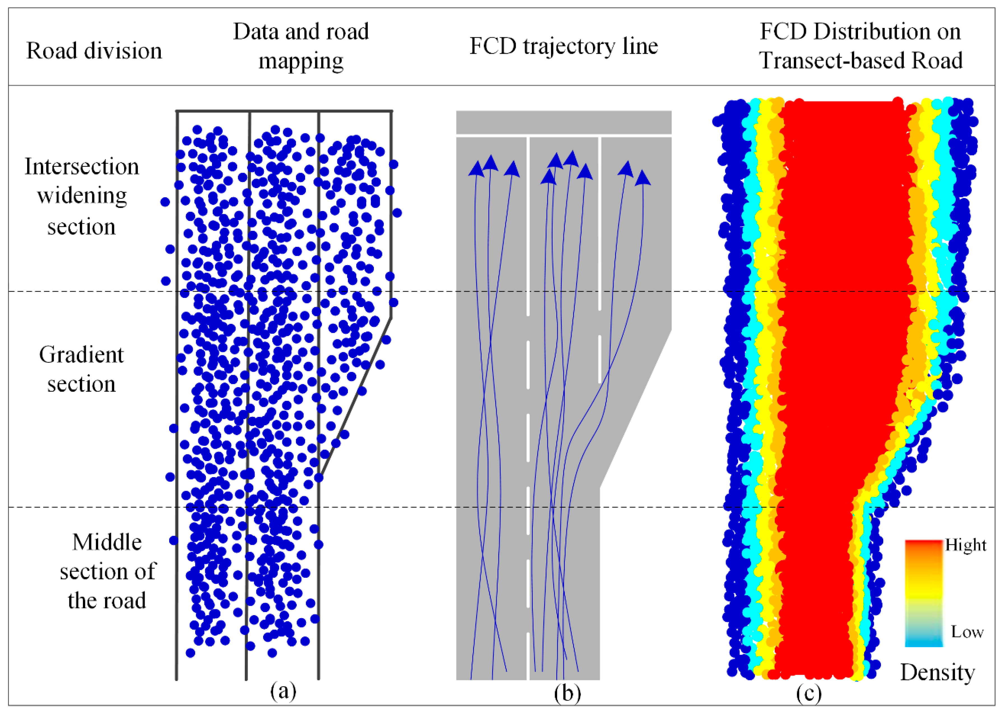 Road division
Data and road
mapping
FCD trajectory line
FCD Distribution on
Transect-based Road
Intersection
widening
section
Gradient
section
Middle
section of
the road
Hight
Low
Density
(a)
(b)
(c)